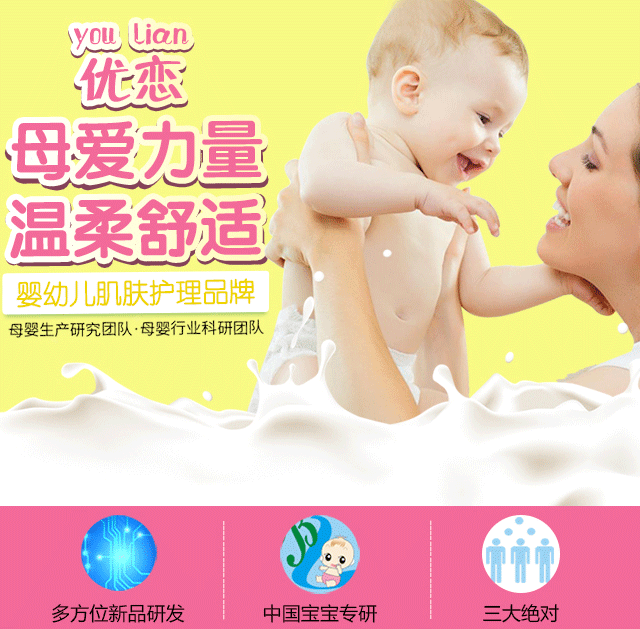 you Lian
优恋
母爱力量
温柔舒适
婴幼儿肌肤护理品牌
母婴生产研究团队·母婴行业科研团队
多方位新品研发
中国宝宝专研
三大绝对